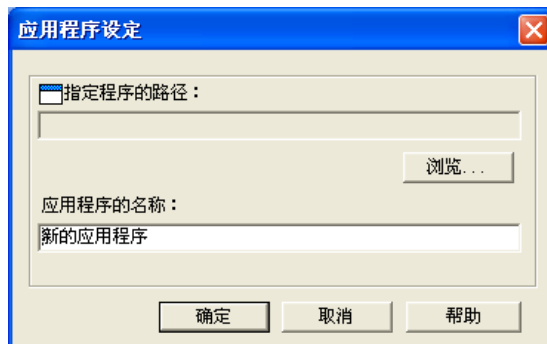 应用程序设定
指定程序的路径：
浏览...
应用程序的名称：
新的应用程序
确定 取消 帮助